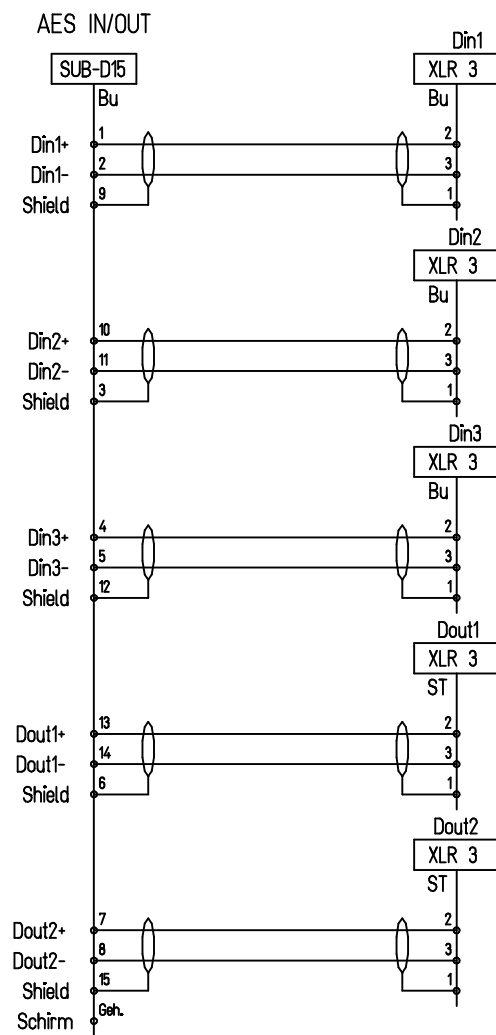 AES IN/OUT
Din1
SUB-D15 XLR 3
Bu Bu
Din1+ 1 2
Din1- 2 3
Shield 9 1
Din2
XLR 3
Bu
Din2+ 10 2
Din2- 11 3
Shield 3 1
Din3
XLR 3
Bu
Din3+ 4 2
Din3- 5 3
Shield 12 1
Dout1
XLR 3
ST
Dout1+ 13 2
Dout1- 14 3
Shield 6 1
Dout2
XLR 3
ST
Dout2+ 7 2
Dout2- 8 3
Shield 15 1
Schirm Geh.